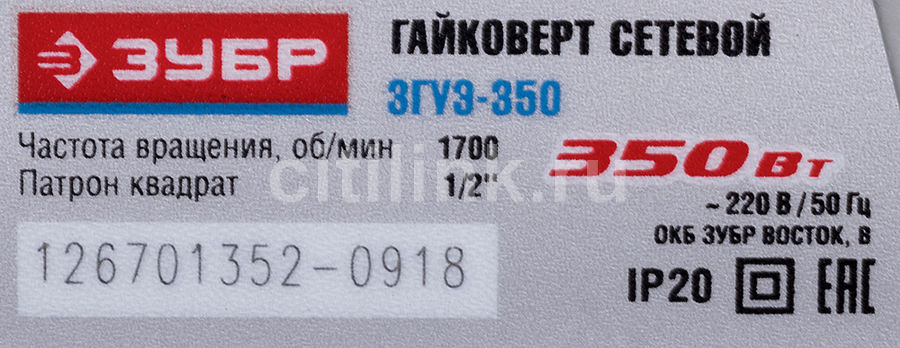 ЗУБР
ГАЙКОВЕРТ СЕТЕВОЙ
ЗГУЭ-350
Частота вращения, об/мин 1700
Патрон квадрат 1/2"
350 Вт
~ 220 В / 50 Гц
ОКБ ЗУБР ВОСТОК, В
126701352-0918
IP20 EAC
citilink.ru